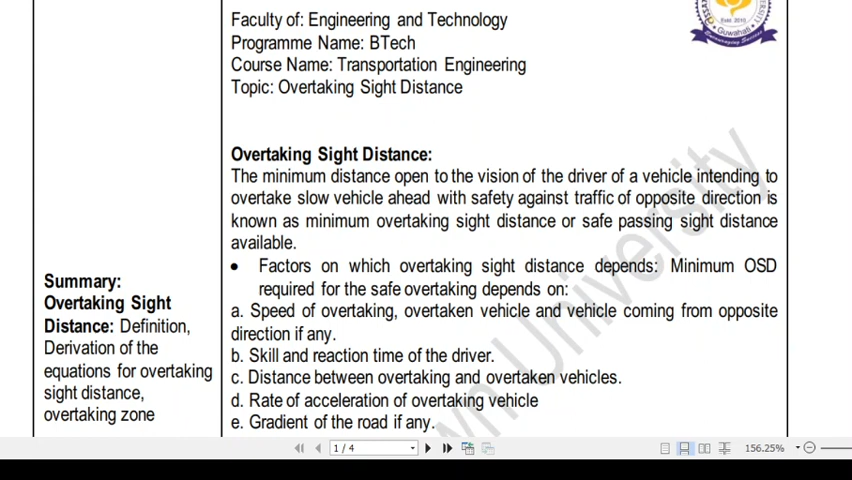 Faculty of: Engineering and Technology
Programme Name: BTech
Course Name: Transportation Engineering
Topic: Overtaking Sight Distance
Estd. 2010
Guwahati
Overtaking Sight Distance:
The minimum distance open to the vision of the driver of a vehicle intending to
overtake slow vehicle ahead with safety against traffic of opposite direction is
known as minimum overtaking sight distance or safe passing sight distance
available.
• Factors on which overtaking sight distance depends: Minimum OSD
required for the safe overtaking depends on:
a. Speed of overtaking, overtaken vehicle and vehicle coming from opposite
direction if any.
b. Skill and reaction time of the driver.
c. Distance between overtaking and overtaken vehicles.
d. Rate of acceleration of overtaking vehicle
e. Gradient of the road if any.
Summary:
Overtaking Sight
Distance: Definition,
Derivation of the
equations for overtaking
sight distance,
overtaking zone
University
1 / 4
156.25%